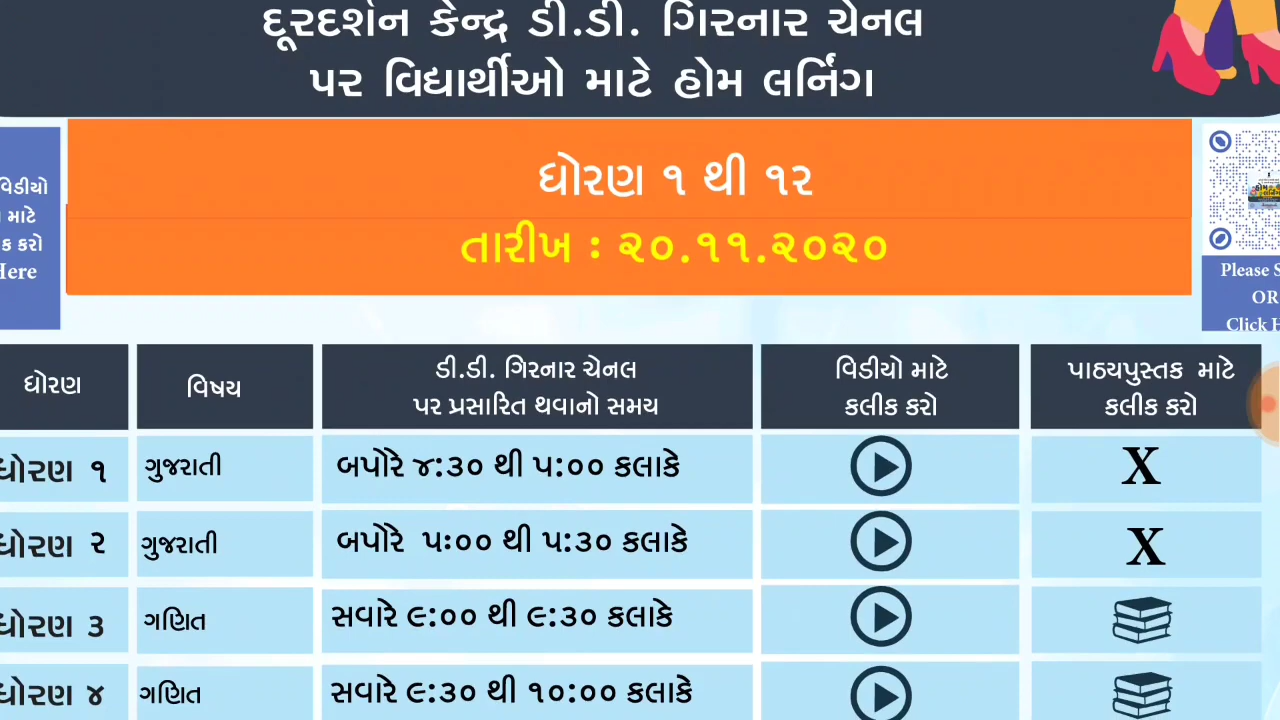 દૂરદર્શન કેન્દ્ર ડી.ડી. ગિરનાર ચેનલ
પર વિદ્યાર્થીઓ માટે હોમ લર્નિંગ
વિડીયો
માટે
ક કરો
Here
ધોરણ ૧ થી ૧૨
તારીખ : ૨૦.૧૧.૨૦૨૦
Please S
OR
Click H
ધોરણ વિષય ડી.ડી. ગિરનાર ચેનલ વિડીયો માટે પાઠ્યપુસ્તક માટે
પર પ્રસારિત થવાનો સમય કલીક કરો કલીક કરો
ધોરણ ૧ ગુજરાતી બપોરે ૪:૩૦ થી ૫:૦૦ કલાકે X
ધોરણ ૨ ગુજરાતી બપોરે ૫:૦૦ થી ૫:૩૦ કલાકે X
ધોરણ ૩ ગણિત સવારે ૯:૦૦ થી ૯:૩૦ કલાકે
ધોરણ ૪ ગણિત સવારે ૯:૩૦ થી ૧૦:૦૦ કલાકે